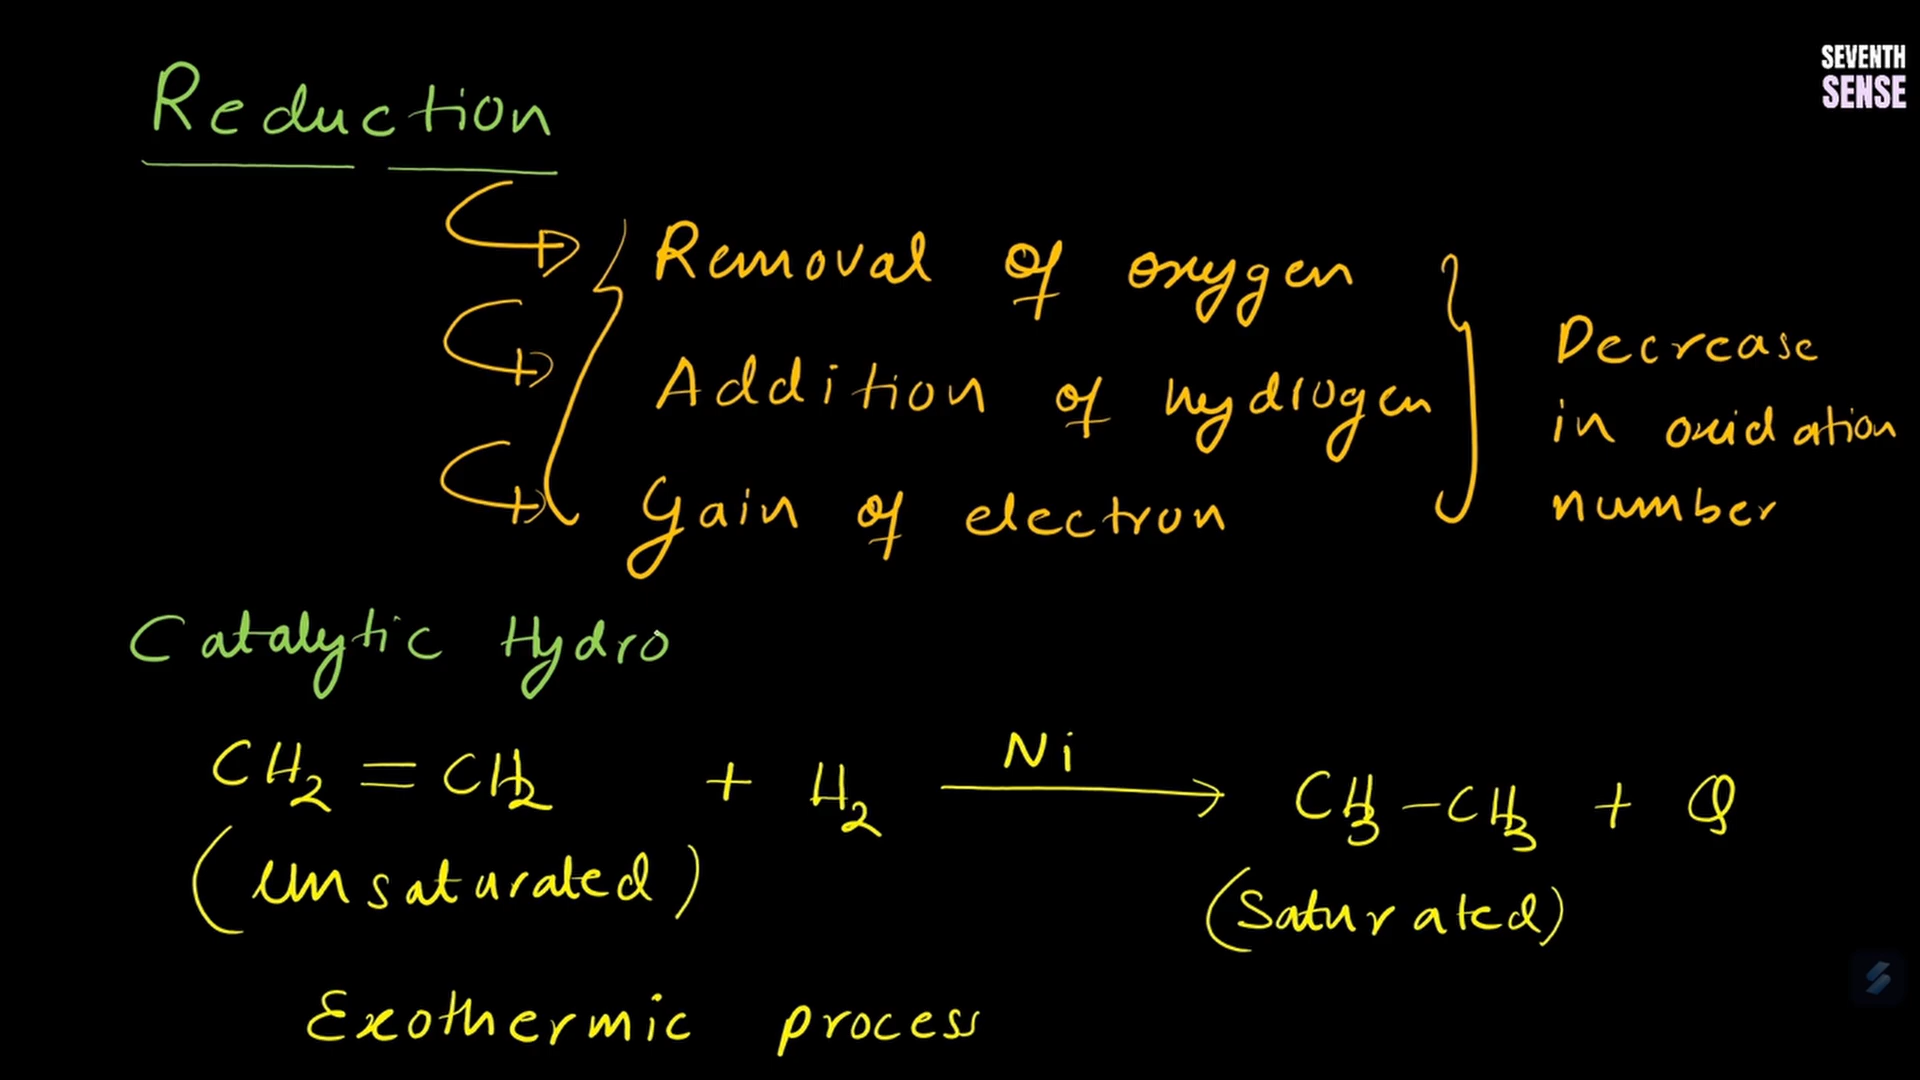 SEVENTH
SENSE
Reduction
Removal of oxygen
Addition of hydrogen
Gain of electron
Decrease
in oxidation
number
Catalytic Hydro
CH₂ = CH₂ + H₂ Ni → CH₃ – CH₃ + Q
(Unsaturated) (Saturated)
Exothermic process